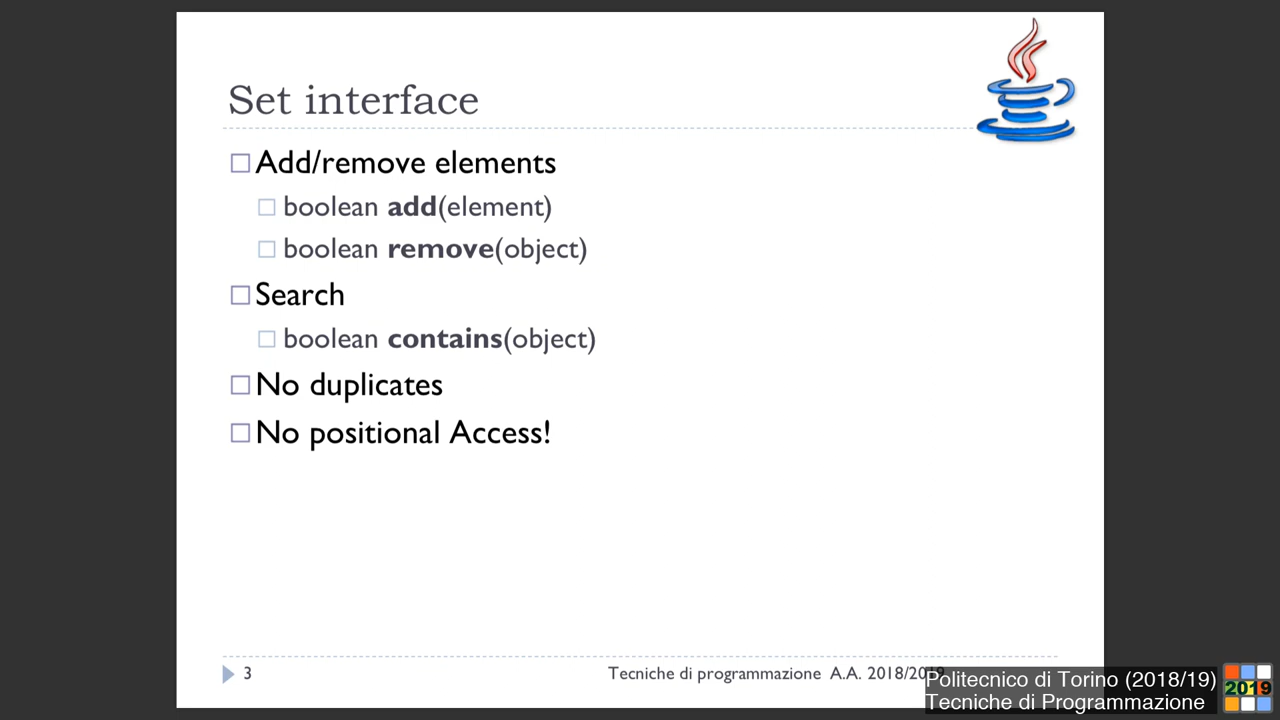 Set interface
Add/remove elements
boolean add(element)
boolean remove(object)
Search
boolean contains(object)
No duplicates
No positional Access!
3
Tecniche di programmazione A.A. 2018/2019
Politecnico di Torino (2018/19)
Tecniche di Programmazione
2019